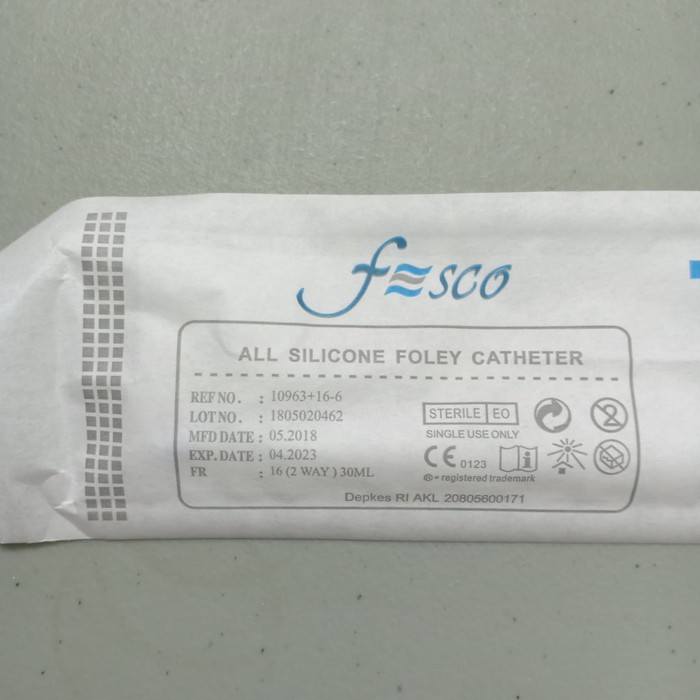 fesco
ALL SILICONE FOLEY CATHETER
REF NO. : 10963+16-6
LOT NO. : 1805020462
MFD DATE : 05.2018
EXP. DATE : 04.2023
FR : 16 (2 WAY) 30ML
STERILE EO
2
SINGLE USE ONLY
CE 0123 i
® = registered trademark
Depkes RI AKL 20805600171